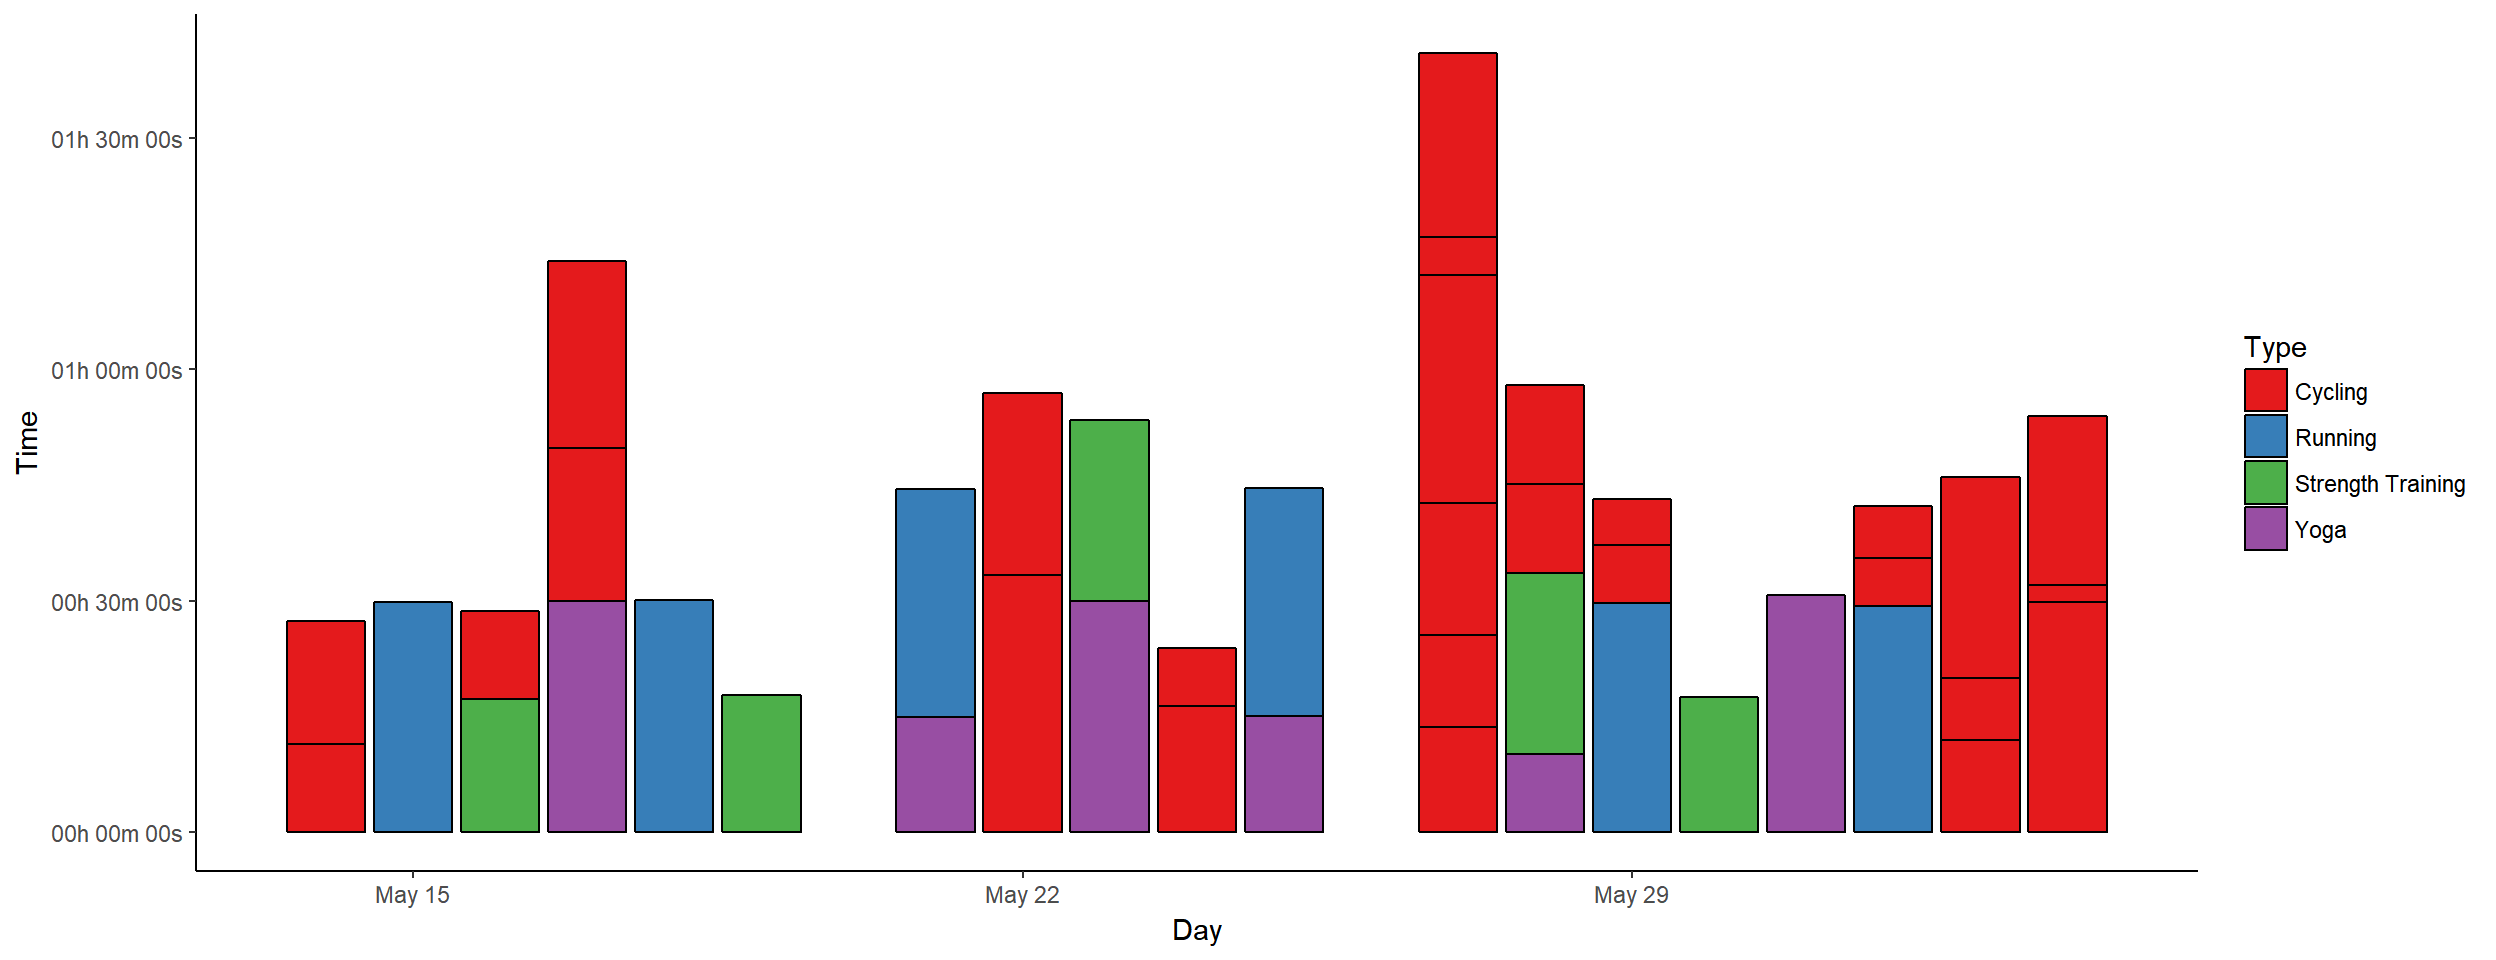 01h 30m 00s
01h 00m 00s
00h 30m 00s
00h 00m 00s
Time
May 15
May 22
May 29
Day
Type
Cycling
Running
Strength Training
Yoga